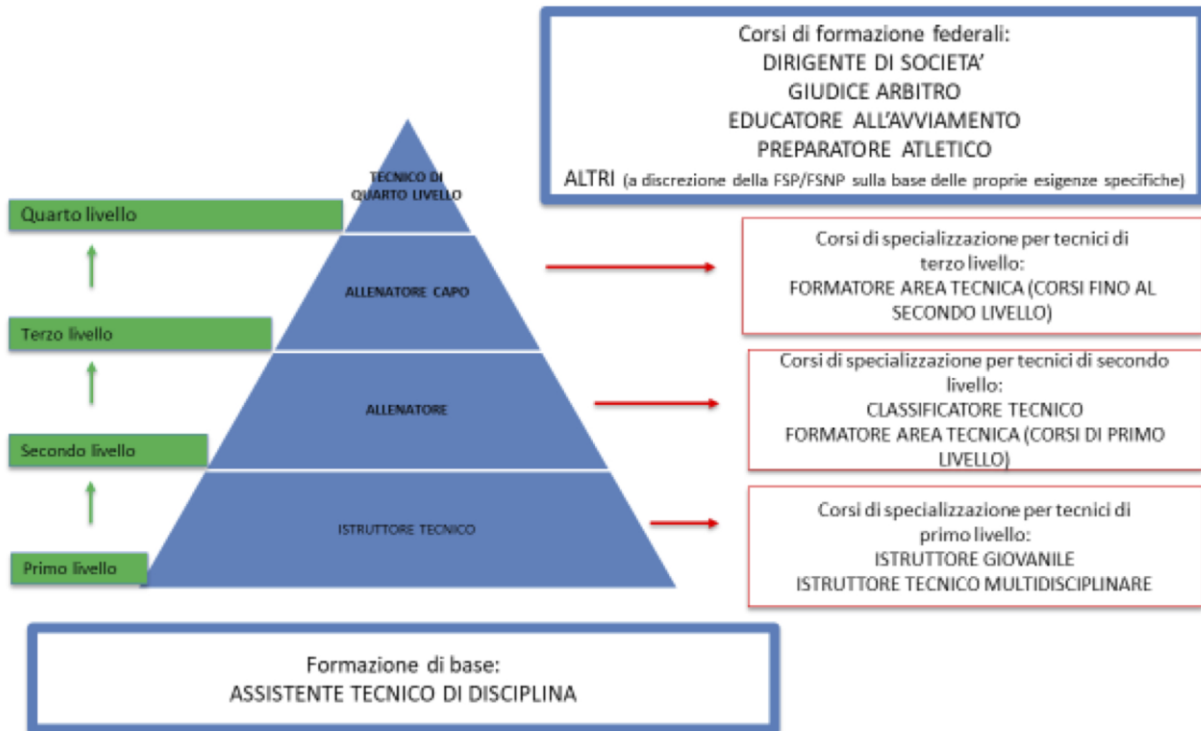 Corsi di formazione federali:
DIRIGENTE DI SOCIETA'
GIUDICE ARBITRO
EDUCATORE ALL'AVVIAMENTO
PREPARATORE ATLETICO
ALTRI (a discrezione della FSP/FSNP sulla base delle proprie esigenze specifiche)
TECNICO DI
QUARTO LIVELLO
Quarto livello
ALLENATORE CAPO
Corsi di specializzazione per tecnici di
terzo livello:
FORMATORE AREA TECNICA (CORSI FINO AL
SECONDO LIVELLO)
Terzo livello
ALLENATORE
Corsi di specializzazione per tecnici di secondo
livello:
CLASSIFICATORE TECNICO
FORMATORE AREA TECNICA (CORSI DI PRIMO
LIVELLO)
Secondo livello
ISTRUTTORE TECNICO
Corsi di specializzazione per tecnici di
primo livello:
ISTRUTTORE GIOVANILE
ISTRUTTORE TECNICO MULTIDISCIPLINARE
Primo livello
Formazione di base:
ASSISTENTE TECNICO DI DISCIPLINA